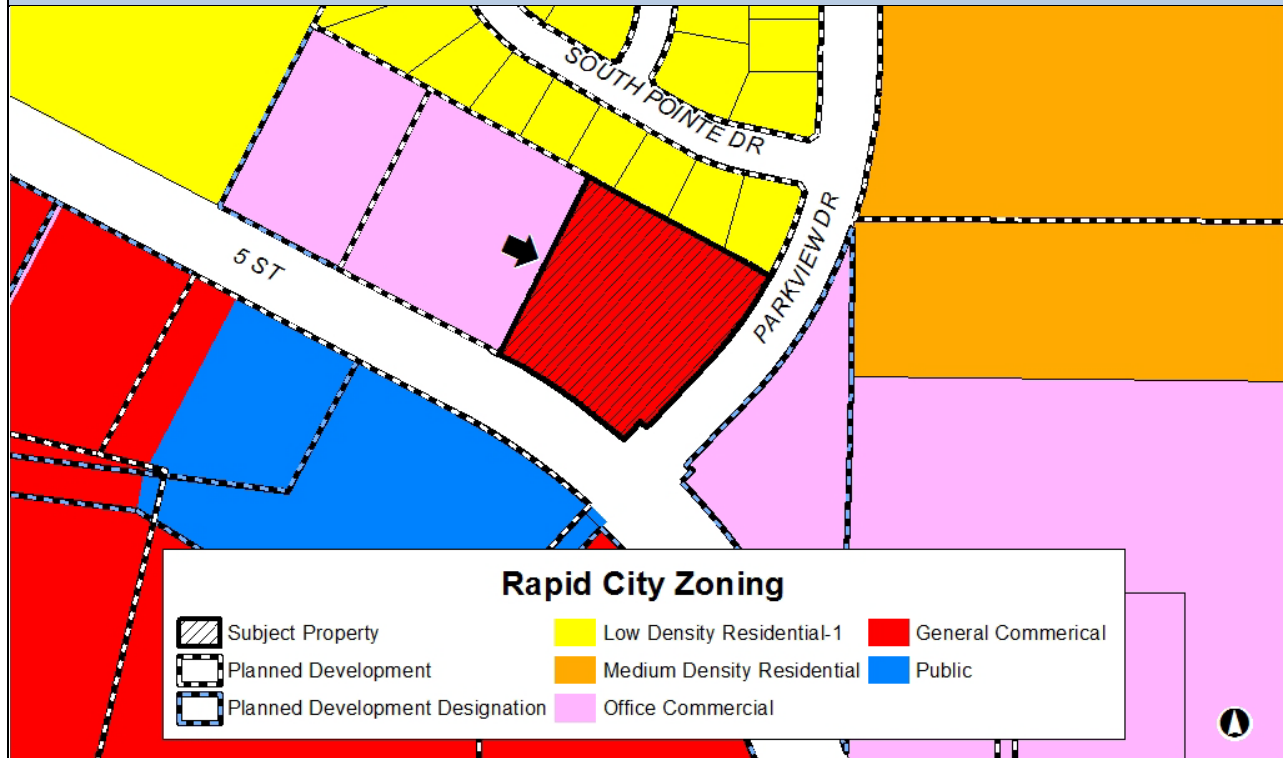 SOUTH POINTE DR
PARKVIEW DR
5 ST
Rapid City Zoning
Subject Property
Planned Development
Planned Development Designation
Low Density Residential-1
Medium Density Residential
Office Commercial
General Commerical
Public